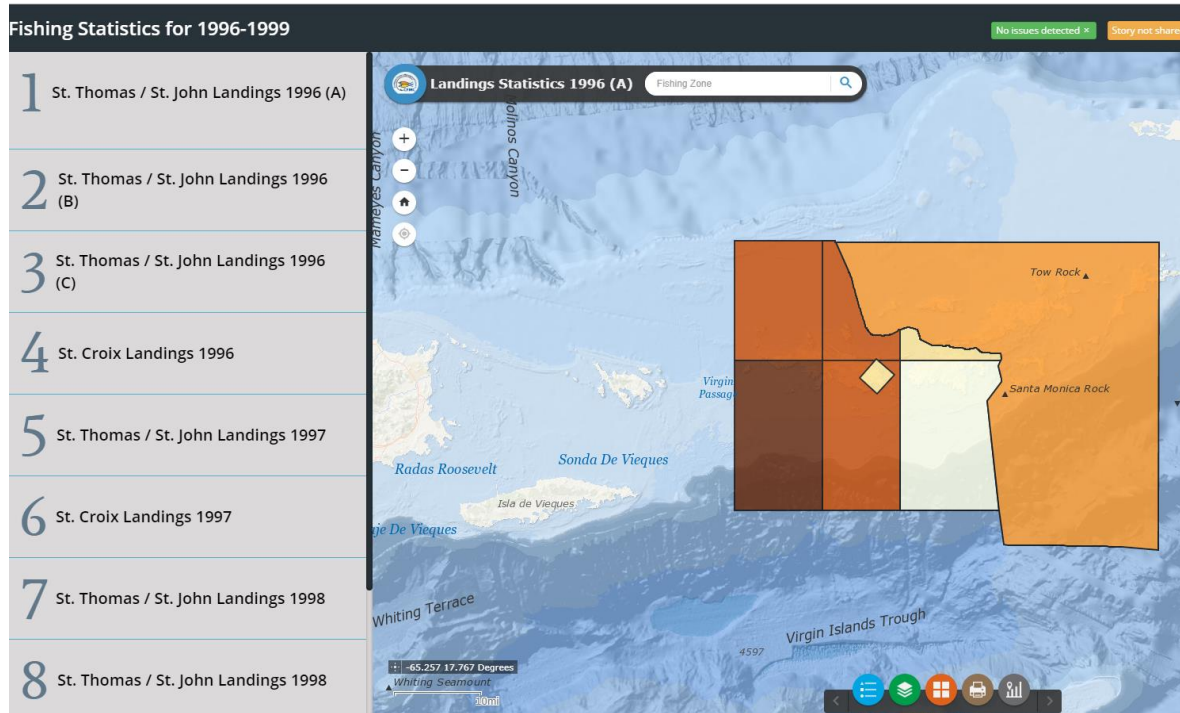 Fishing Statistics for 1996-1999
No issues detected ×
Story not share
1
St. Thomas / St. John Landings 1996 (A)
2
St. Thomas / St. John Landings 1996
(B)
3
St. Thomas / St. John Landings 1996
(C)
4
St. Croix Landings 1996
5
St. Thomas / St. John Landings 1997
6
St. Croix Landings 1997
7
St. Thomas / St. John Landings 1998
8
St. Thomas / St. John Landings 1998
Landings Statistics 1996 (A)
Fishing Zone
Molinos Canyon
Mameyes Canyon
Tow Rock
Virgin
Passag
Santa Monica Rock
Radas Roosevelt
Sonda De Vieques
Isla de Vieques
je De Vieques
Whiting Terrace
Virgin Islands Trough
4597
-65.257 17.767 Degrees
Whiting Seamount
10mi